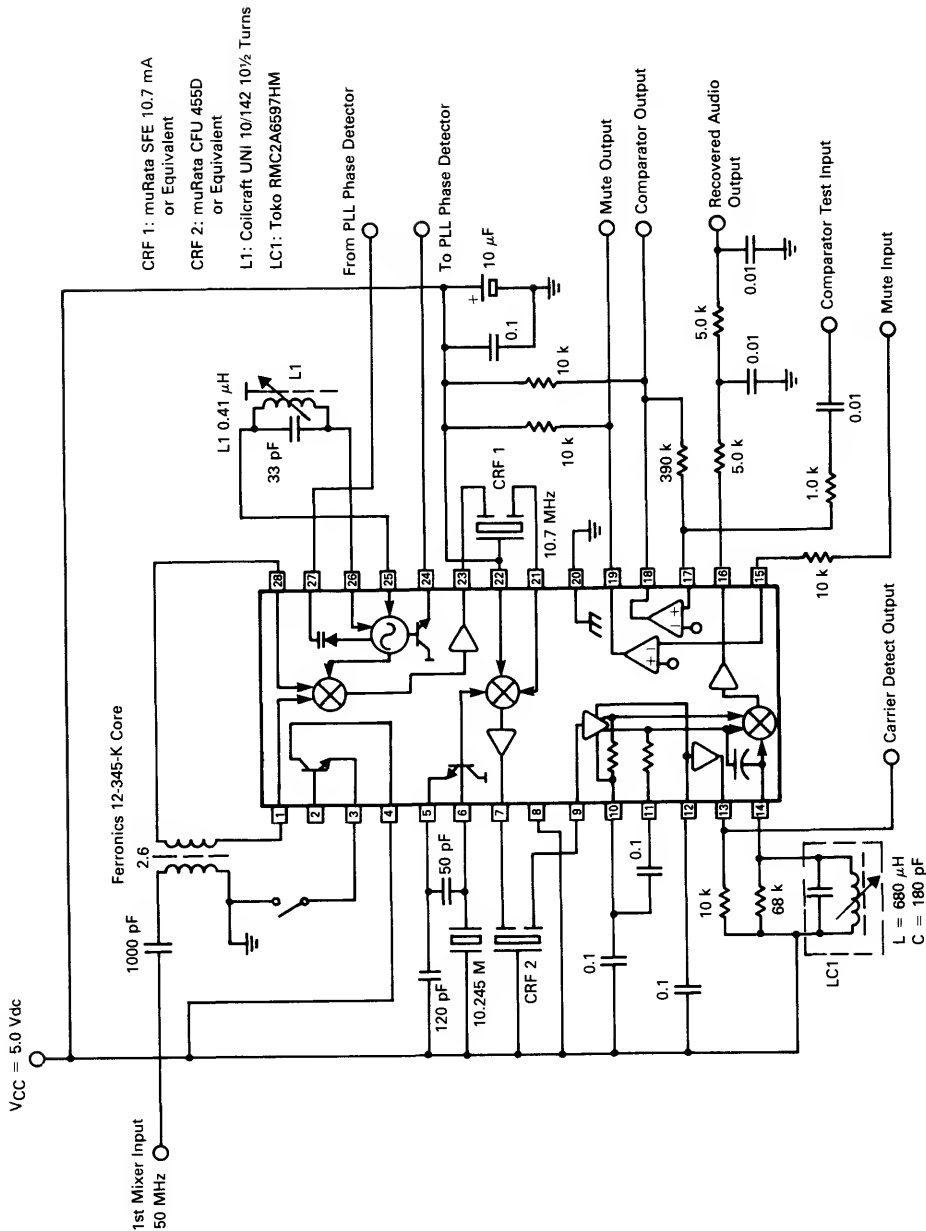 VCC = 5.0 Vdc
1st Mixer Input
50 MHz
1000 pF
Ferronics 12-345-K Core
2.6
CRF 1: muRata SFE 10.7 mA
or Equivalent
CRF 2: muRata CFU 455D
or Equivalent
L1: Coilcraft UNI 10/142 10½ Turns
LC1: Toko RMC2A6597HM
L1 0.41 μH
L1
33 pF
From PLL Phase Detector
To PLL Phase Detector
+
10 μF
0.1
10 k
10 k
CRF 1
10.7 MHz
1
2
3
4
5
6
7
8
9
10
11
12
13
14
28
27
26
25
24
23
22
21
20
19
18
17
16
15
+
−
+
−
120 pF
50 pF
10.245 M
CRF 2
0.1
0.1
0.1
10 k
68 k
LC1
L = 680 μH
C = 180 pF
Mute Output
Comparator Output
390 k
5.0 k
0.01
5.0 k
0.01
Recovered Audio
Output
1.0 k
0.01
Comparator Test Input
10 k
Mute Input
Carrier Detect Output